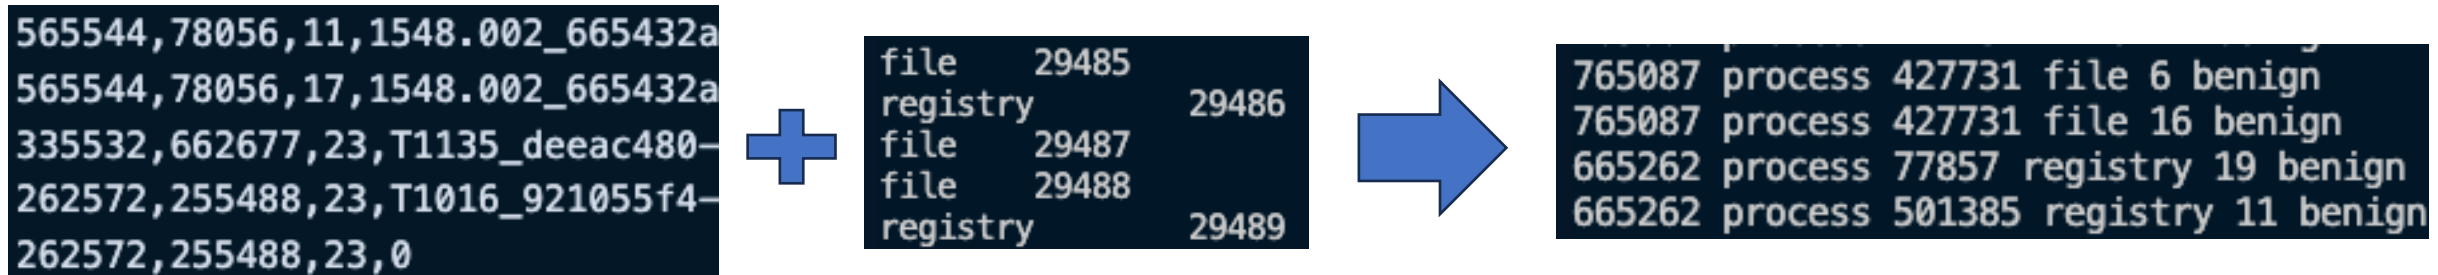 565544,78056,11,1548.002_665432a
565544,78056,17,1548.002_665432a
335532,662677,23,T1135_deeac480-
262572,255488,23,T1016_921055f4-
262572,255488,23,0
file 29485
registry 29486
file 29487
file 29488
registry 29489
765087 process 427731 file 6 benign
765087 process 427731 file 16 benign
665262 process 77857 registry 19 benign
665262 process 501385 registry 11 benign